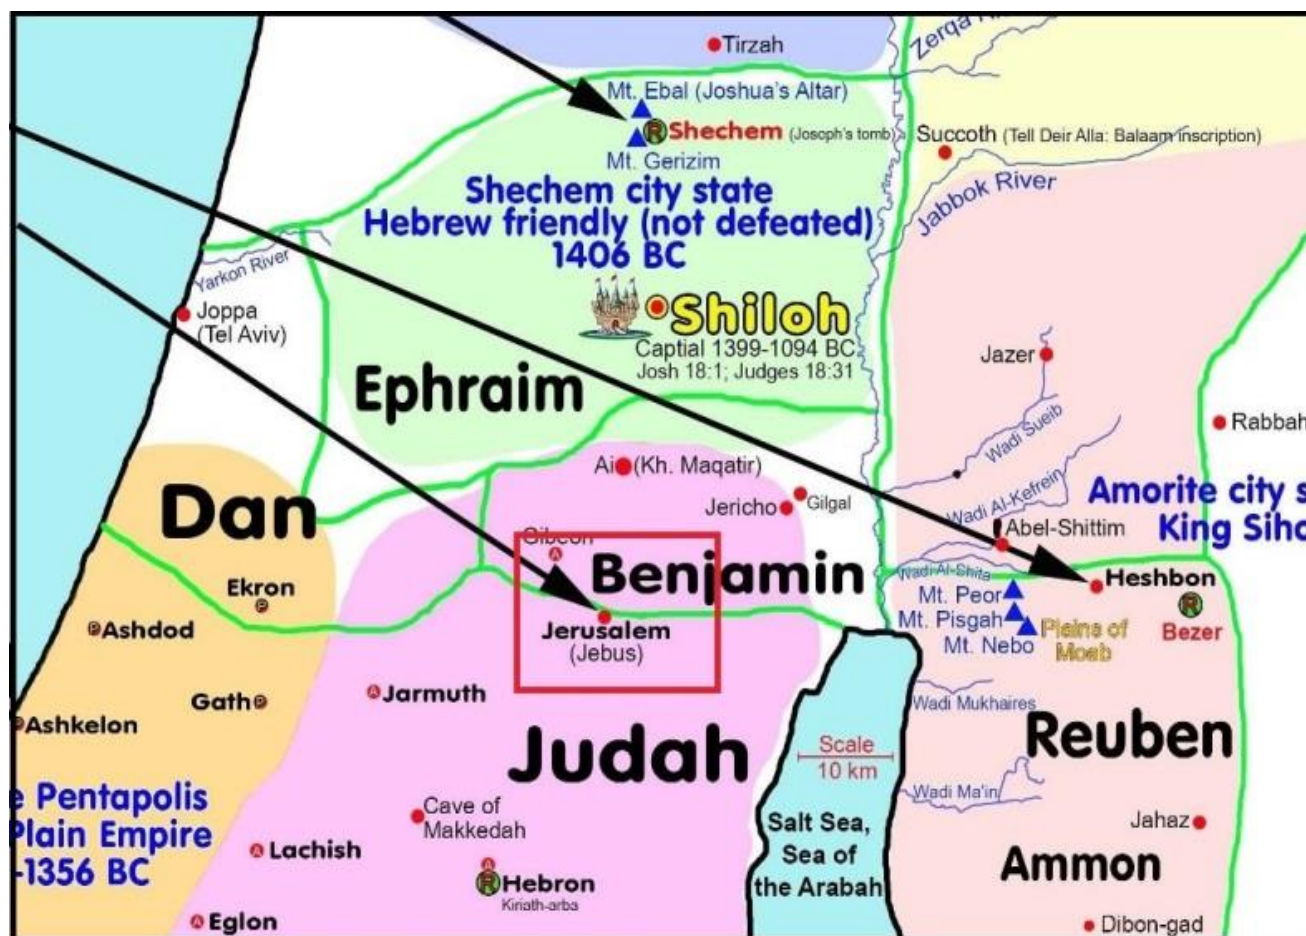 Zerqa
Tirzah
Mt. Ebal (Joshua's Altar)
R Shechem (Josoph's tomb)
Mt. Gerizim
Succoth (Tell Deir Alla: Balaam inscription)
Jabbok River
Shechem city state
Hebrew friendly (not defeated)
1406 BC
Yarkon River
Joppa
(Tel Aviv)
Shiloh
Captial 1399-1094 BC
Josh 18:1; Judges 18:31
Jazer
Ephraim
Wadi Sueib
Rabbah
Ai (Kh. Maqatir)
Jericho
Gilgal
Wadi Al-Kefrein
Amorite city s
King Siho
Dan
Abel-Shittim
Gibeon
A
Benjamin
Wadi Al-Shita
Heshbon
Mt. Peor
Mt. Pisgah
Mt. Nebo
Plains of
Moab
R
Bezer
Ekron
P
P Ashdod
Jerusalem
(Jebus)
Gath P
A Jarmuth
Ashkelon
Wadi Mukhaires
Judah
Reuben
Scale
10 km
e Pentapolis
Plain Empire
-1356 BC
Cave of
Makkedah
Wadi Ma'in
Salt Sea,
Sea of
the Arabah
Jahaz
A Lachish
A
R Hebron
Kiriath-arba
Ammon
A Eglon
Dibon-gad